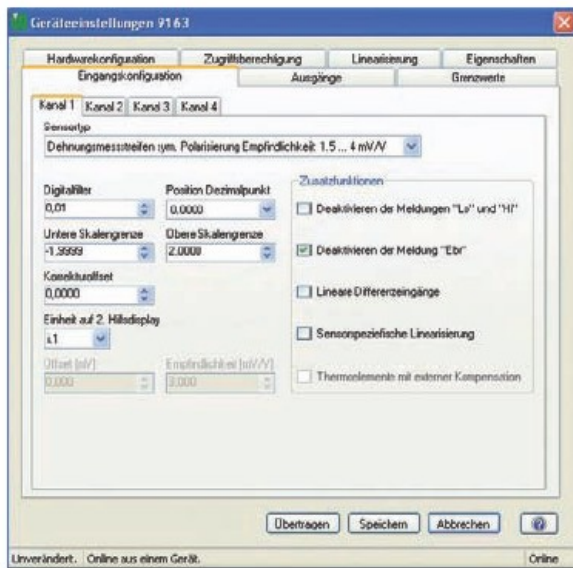 Geräteeinstellungen 9163
Hardwarekonfiguration Zugriffsberechtigung Linearisierung Eigenschaften
Eingangskonfiguration Ausgänge Grenzwerte
Kanal 1 Kanal 2 Kanal 3 Kanal 4
Sensortyp
Dehnungsmessstreifen sym. Polarisierung Empfindlichkeit: 1.5 ... 4 mV/V
Digitalfilter Position Dezimalpunkt
0,01 0.0000
Untere Skalengrenze Obere Skalengrenze
-1,9999 2,0000
Korrekturoffset
0,0000
Einheit auf 2. Hilfsdisplay
Offset [mV] Empfindlichkeit [mV/V]
0,000 3,000
Zusatzfunktionen
Deaktivieren der Meldungen "Lo" und "Hi"
Deaktivieren der Meldung "Ebr"
Lineare Differenzeingänge
Sensorspeziefische Linearisierung
Thermoelemente mit externer Kompensation
Übertragen Speichern Abbrechen ?
Unverändert. Online aus einem Gerät. Online